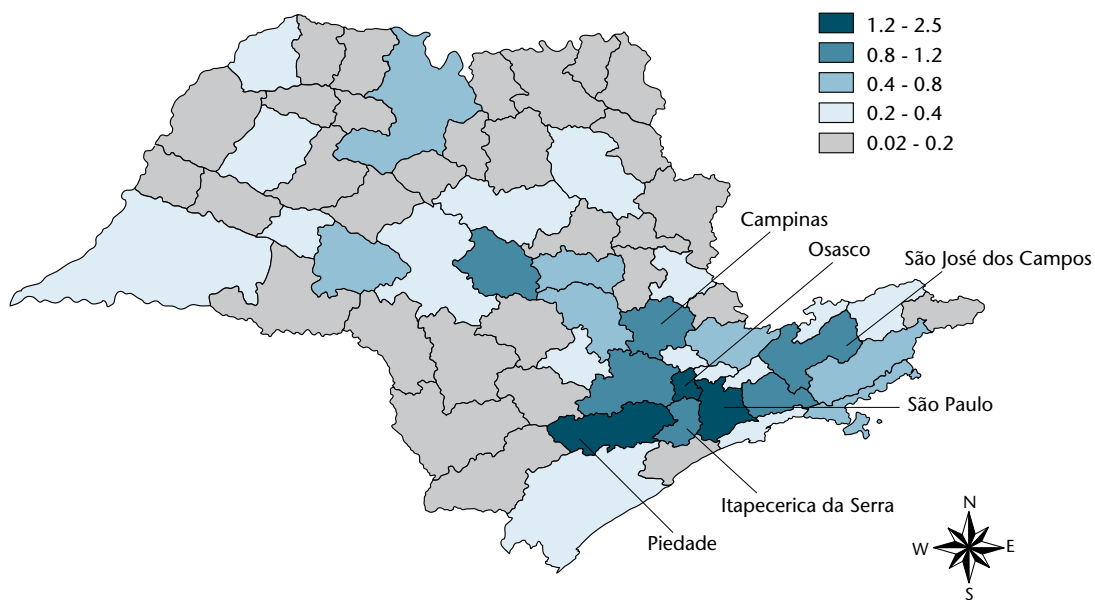 1.2 - 2.5
0.8 - 1.2
0.4 - 0.8
0.2 - 0.4
0.02 - 0.2
Campinas
Osasco
São José dos Campos
São Paulo
Itapecerica da Serra
Piedade
N
W
E
S